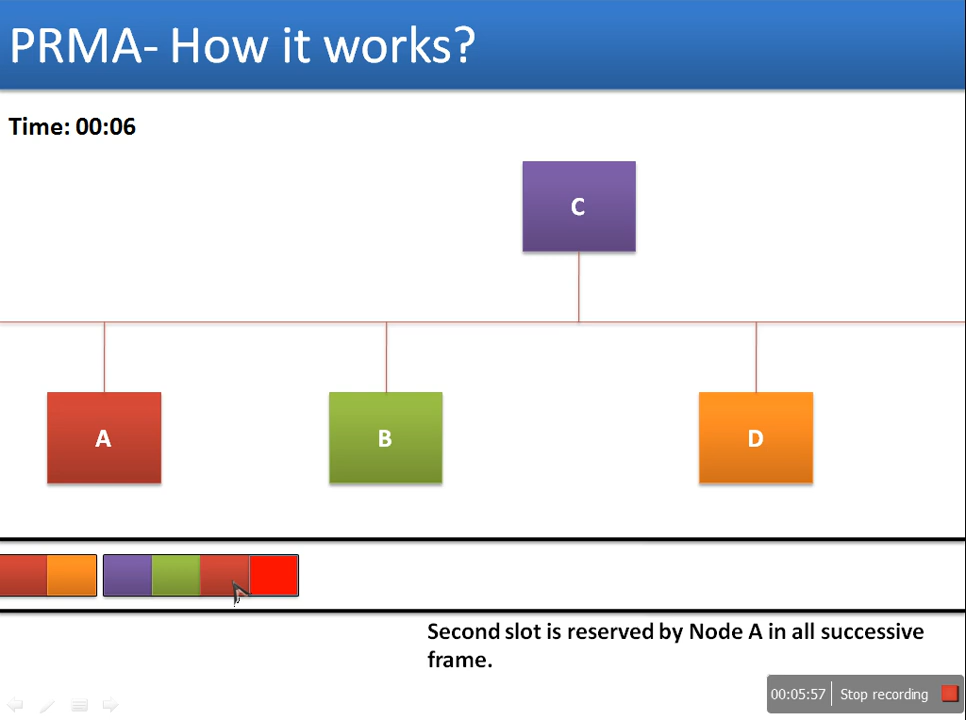 PRMA- How it works?
Time: 00:06
C
A
B
D
Second slot is reserved by Node A in all successive
frame.
00:05:57
Stop recording